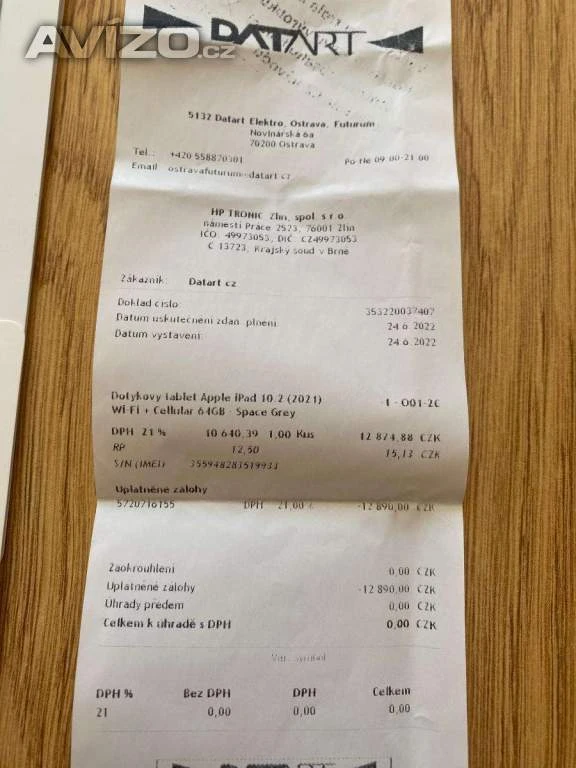 AVÍZO.cz
DATART
5132 Datart Elektro, Ostrava, Futurum
Novinářská 6a
70200 Ostrava
Tel.: +420 558870301 Po-Ne 09:00-21:00
Email: ostravafuturum@datart.cz
HP TRONIC Zlín, spol. s r.o.
náměstí Práce 2523, 76001 Zlín
IČO: 49973053, DIČ: CZ49973053
C 13723, Krajský soud v Brně
Zákazník: Datart cz
Doklad číslo: 353220037407
Datum uskutečnění zdan. plnění: 24.6.2022
Datum vystavení: 24.6.2022
Dotykový tablet Apple iPad 10.2 (2021) -1 - O01-2C
Wi-Fi + Cellular 64GB - Space Grey
DPH 21 % 10 640,39 1,00 Kus 12 874,88 CZK
RP 12,50 15,13 CZK
S/N (IMEI) 355948283519933
Uplatněné zálohy
5720716155 DPH 21,00 % -12 890,00 CZK
Zaokrouhlení 0,00 CZK
Uplatněné zálohy -12 890,00 CZK
Úhrady předem 0,00 CZK
Celkem k úhradě s DPH 0,00 CZK
DPH % Bez DPH DPH Celkem
21 0,00 0,00 0,00
DATART